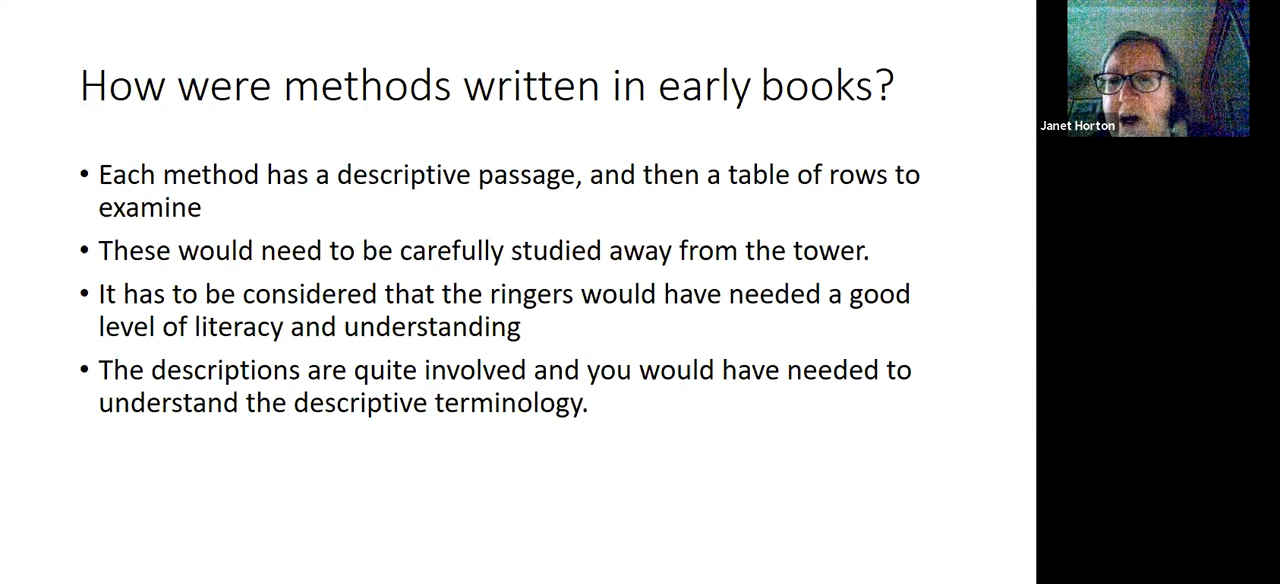 How were methods written in early books?
• Each method has a descriptive passage, and then a table of rows to
examine
• These would need to be carefully studied away from the tower.
• It has to be considered that the ringers would have needed a good
level of literacy and understanding
• The descriptions are quite involved and you would have needed to
understand the descriptive terminology.
Janet Horton